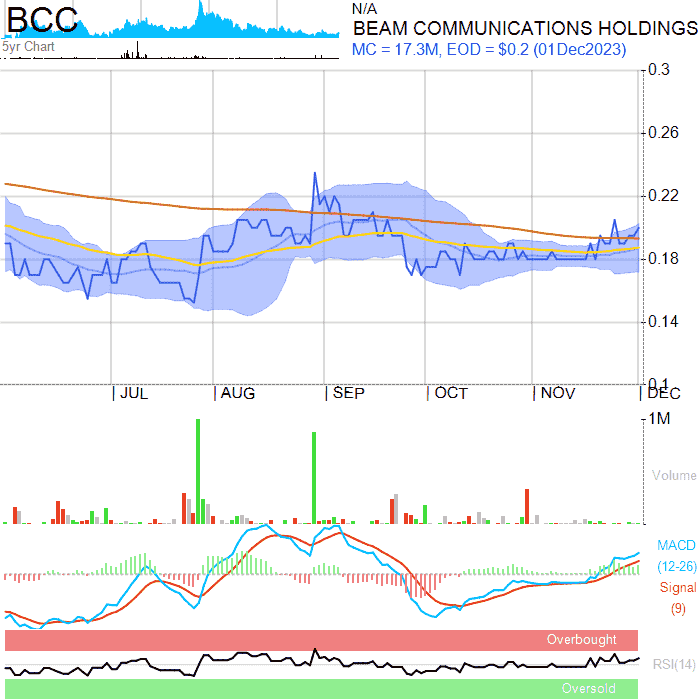 BCC
N/A
BEAM COMMUNICATIONS HOLDINGS
5yr Chart
MC = 17.3M, EOD = $0.2 (01Dec2023)
0.3
0.26
0.22
0.18
0.14
0.1
JUL
AUG
SEP
OCT
NOV
DEC
1M
Volume
MACD
(12-26)
Signal
(9)
Overbought
RSI(14)
Oversold